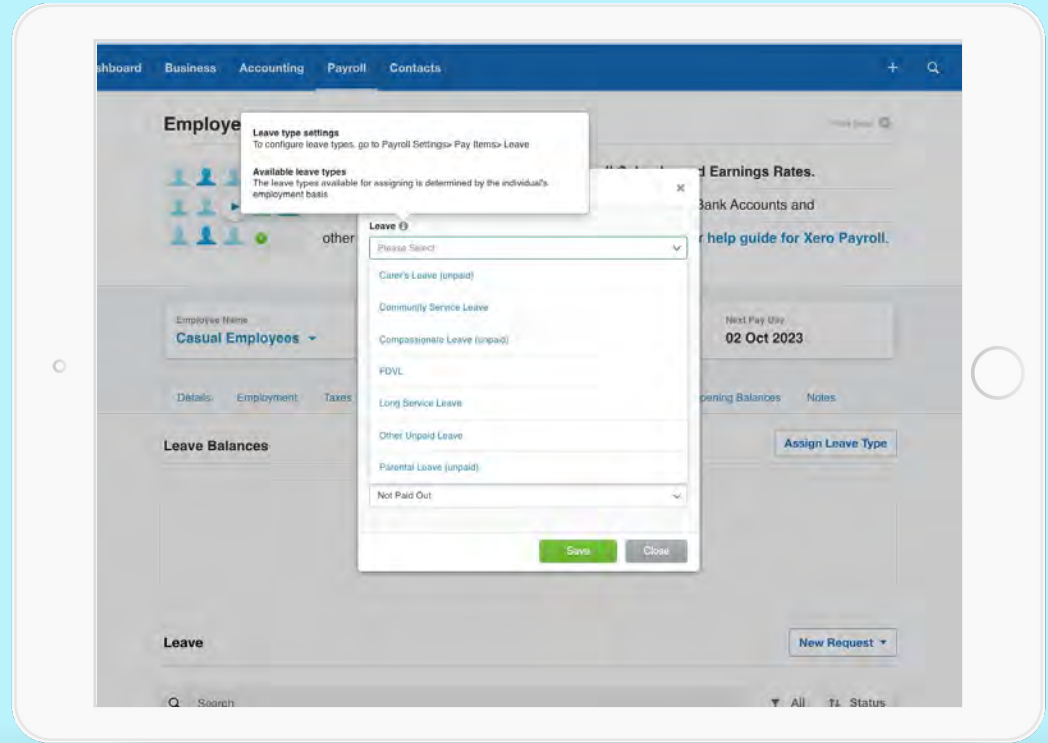 shboard Business Accounting Payroll Contacts
Employe
Leave type settings
To configure leave types, go to Payroll Settings> Pay Items> Leave
Available leave types
The leave types available for assigning is determined by the individual's
employment basis
d Earnings Rates.
Bank Accounts and
other
r help guide for Xero Payroll.
Leave
Please Select
Carer's Leave (unpaid)
Community Service Leave
Compassionate Leave (unpaid)
FDVL
Long Service Leave
Other Unpaid Leave
Parental Leave (unpaid)
Not Paid Out
Save Close
Employee Name
Casual Employees
Next Pay Day
02 Oct 2023
Details Employment Taxes
pening Balances Notes
Leave Balances
Assign Leave Type
Leave
New Request
Search
All Status